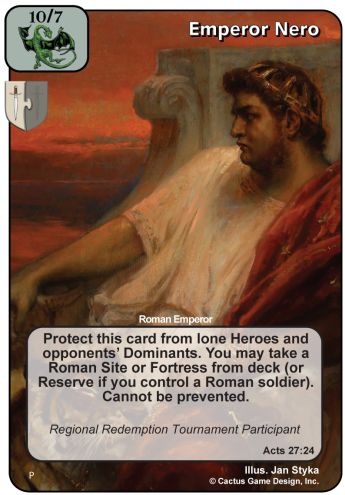 10/7
Emperor Nero
Roman Emperor
Protect this card from lone Heroes and
opponents' Dominants. You may take a
Roman Site or Fortress from deck (or
Reserve if you control a Roman soldier).
Cannot be prevented.
Regional Redemption Tournament Participant
Acts 27:24
P
Illus. Jan Styka
© Cactus Game Design, Inc.